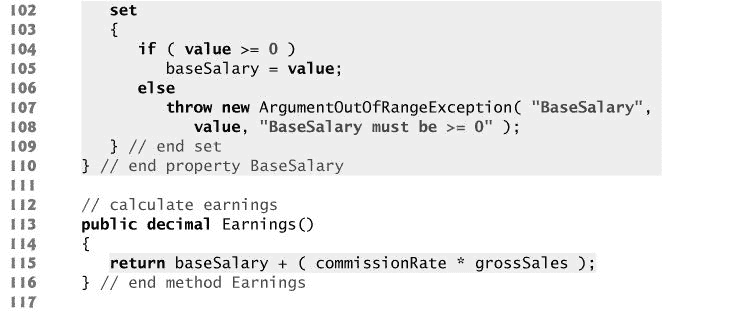 102 set
103 {
104 if ( value >= 0 )
105 baseSalary = value;
106 else
107 throw new ArgumentOutOfRangeException( "BaseSalary",
108 value, "BaseSalary must be >= 0" );
109 } // end set
110 } // end property BaseSalary
111
112 // calculate earnings
113 public decimal Earnings()
114 {
115 return baseSalary + ( commissionRate * grossSales );
116 } // end method Earnings
117